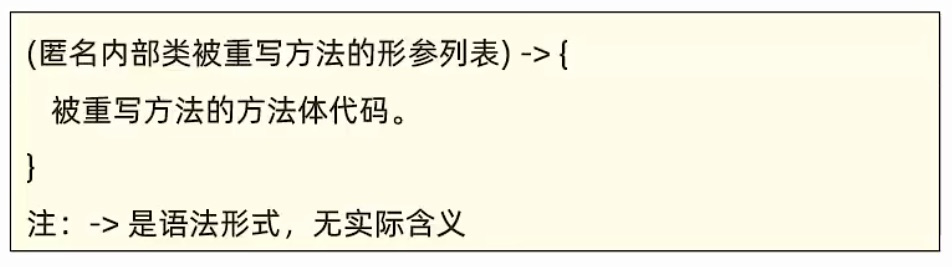 (匿名内部类被重写方法的形参列表) -> {
被重写方法的方法体代码。
}
注：-> 是语法形式，无实际含义